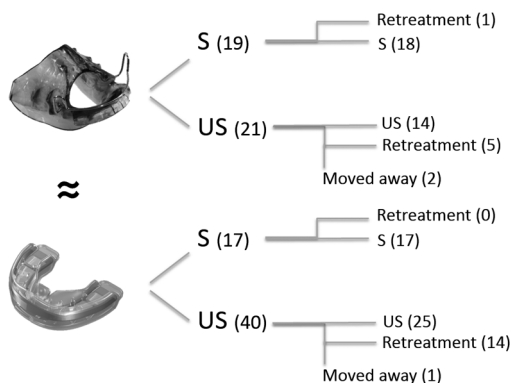 Retreatment (1)
S (19)
S (18)
US (21)
US (14)
Retreatment (5)
Moved away (2)
≈
Retreatment (0)
S (17)
S (17)
US (40)
US (25)
Retreatment (14)
Moved away (1)